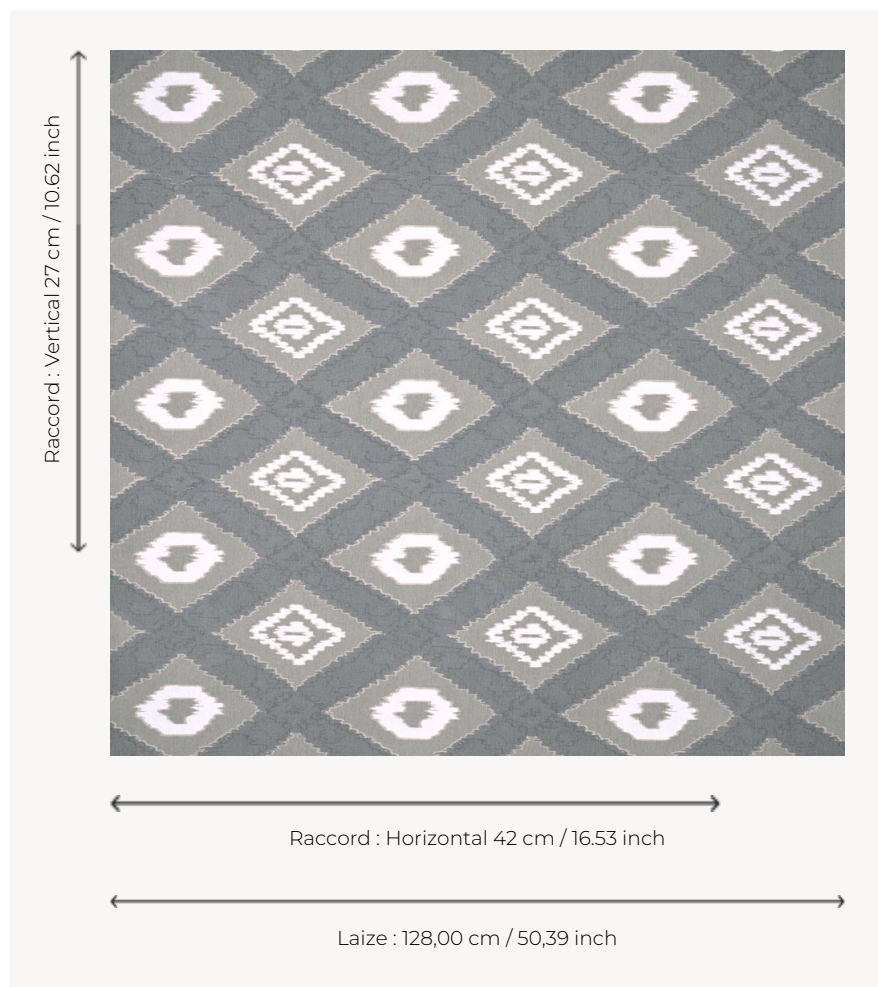 Raccord : Vertical 27 cm / 10.62 inch
Raccord : Horizontal 42 cm / 16.53 inch
Laize : 128,00 cm / 50,39 inch